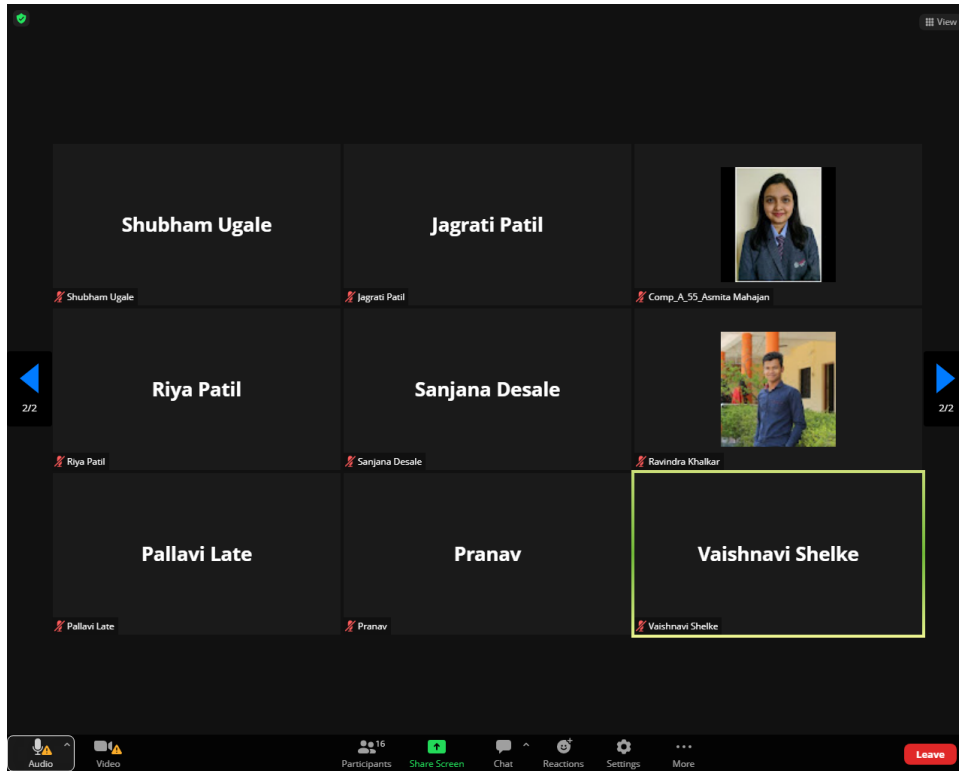 View
Shubham Ugale
Jagrati Patil
Shubham Ugale
Jagrati Patil
Comp_A_55_Asmita Mahajan
2/2
2/2
Riya Patil
Sanjana Desale
Riya Patil
Sanjana Desale
Ravindra Khalkar
Pallavi Late
Pranav
Vaishnavi Shelke
Pallavi Late
Pranav
Vaishnavi Shelke
Audio
Video
16
Participants
Share Screen
Chat
Reactions
Settings
More
Leave